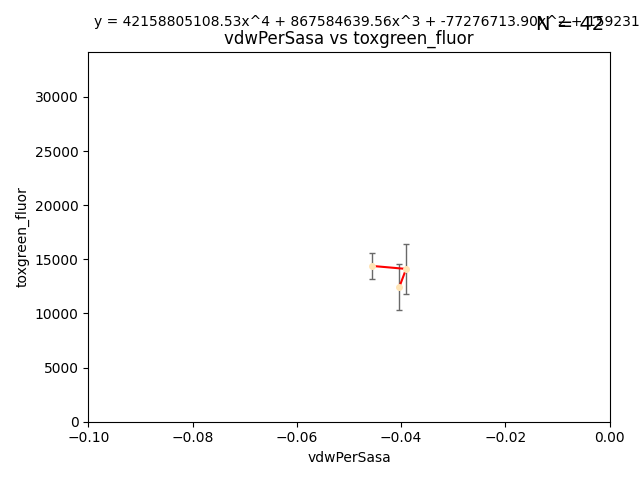 y = 42158805108.53x^4 + 867584639.56x^3 + -77276713.90x^2 + 159231
N = 42
vdwPerSasa vs toxgreen_fluor
toxgreen_fluor
30000
25000
20000
15000
10000
5000
0
−0.10 −0.08 −0.06 −0.04 −0.02 0.00
vdwPerSasa